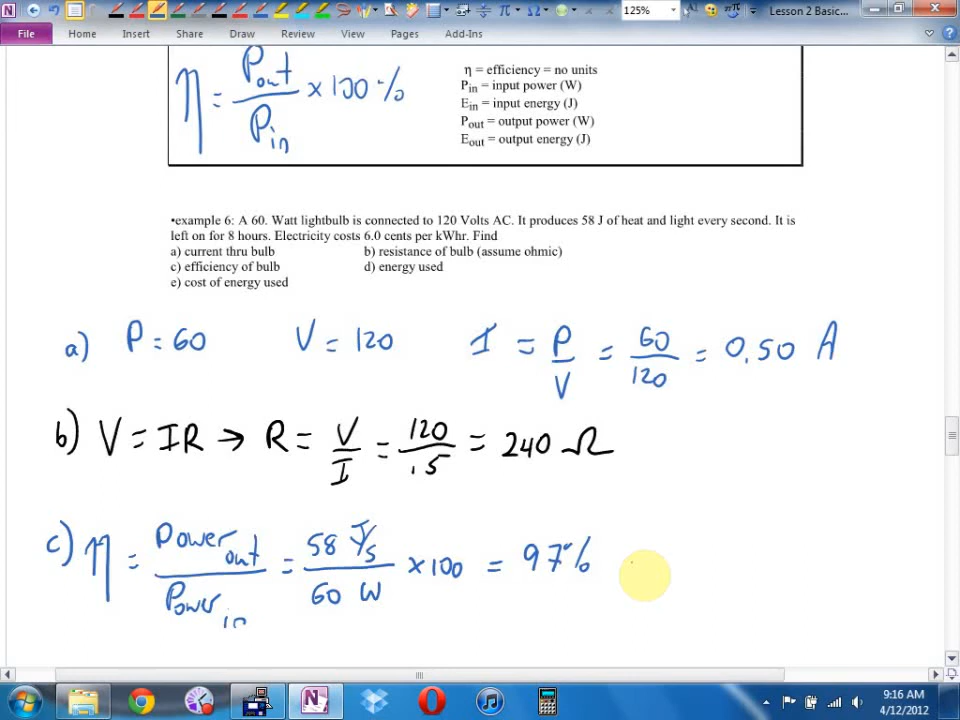 125%
Lesson 2 Basic...
File Home Insert Share Draw Review View Pages Add-Ins
η = Pout / Pin × 100 %
η = efficiency = no units
Pin = input power (W)
Ein = input energy (J)
Pout = output power (W)
Eout = output energy (J)
•example 6: A 60. Watt lightbulb is connected to 120 Volts AC. It produces 58 J of heat and light every second. It is
left on for 8 hours. Electricity costs 6.0 cents per kWhr. Find
a) current thru bulb b) resistance of bulb (assume ohmic)
c) efficiency of bulb d) energy used
e) cost of energy used
a) P = 60 V = 120 I = P / V = 60 / 120 = 0.50 A
b) V = IR → R = V / I = 120 / .5 = 240 Ω
c) η = Power out / Power in = 58 J/s / 60 W × 100 = 97%
9:16 AM
4/12/2012